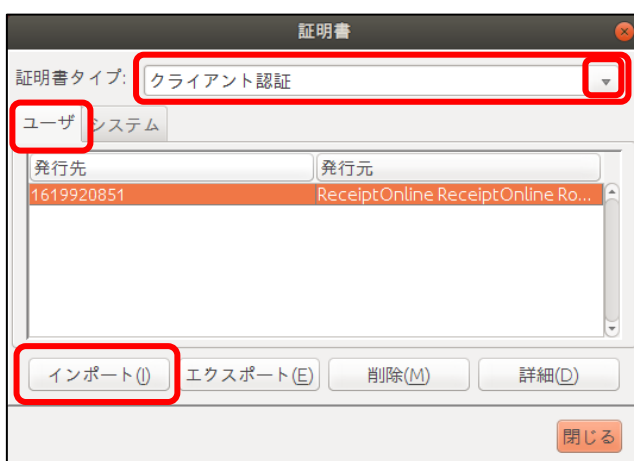 証明書
証明書タイプ: クライアント認証
ユーザ システム
発行先 発行元
1619920851 ReceiptOnline ReceiptOnline Ro...
インポート(I) エクスポート(E) 削除(M) 詳細(D)
閉じる